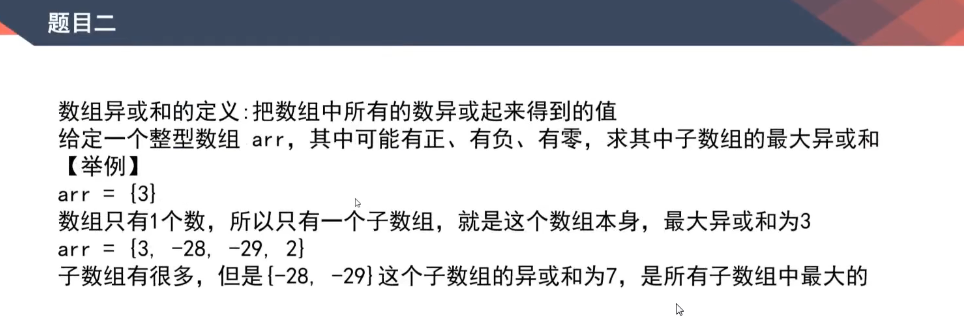 题目二
数组异或和的定义:把数组中所有的数异或起来得到的值
给定一个整型数组 arr，其中可能有正、有负、有零，求其中子数组的最大异或和
【举例】
arr = {3}
数组只有1个数，所以只有一个子数组，就是这个数组本身，最大异或和为3
arr = {3, -28, -29, 2}
子数组有很多，但是{-28, -29}这个子数组的异或和为7，是所有子数组中最大的